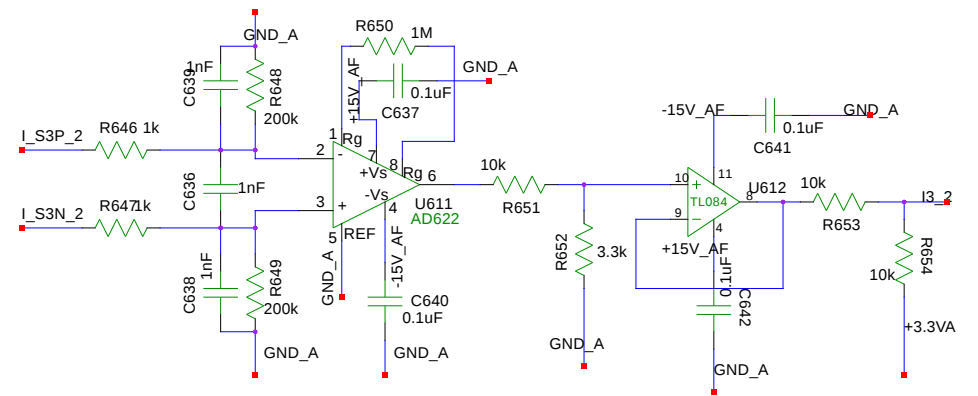 GND_A
R650
1M
1nF
C639
R648
200k
+15V_AF
C637
0.1uF
GND_A
I_S3P_2
R646 1k
1
Rg
2
-
7
+Vs
8
Rg
6
C636
1nF
I_S3N_2
R647
1k
3
+
-Vs
4
U611
AD622
5
REF
GND_A
-15V_AF
1nF
C638
R649
200k
C640
0.1uF
GND_A
GND_A
10k
R651
R652
3.3k
GND_A
-15V_AF
C641
0.1uF
GND_A
10
+
11
TL084
U612
8
9
-
4
+15V_AF
0.1uF
C642
GND_A
10k
R653
I3_2
R654
10k
+3.3VA